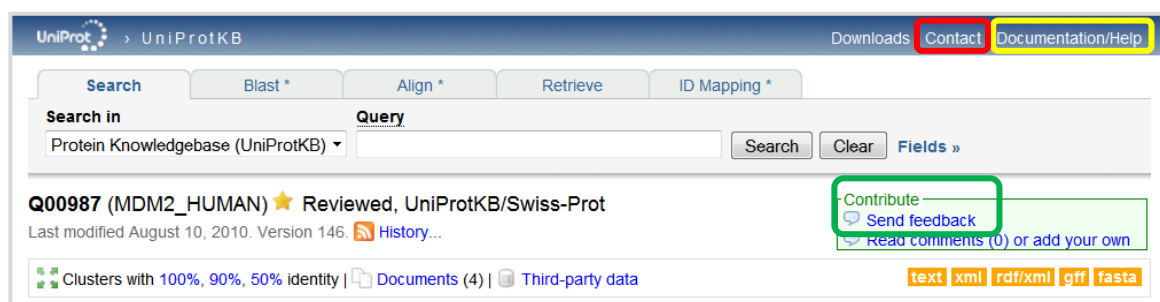 UniProt › UniProtKB Downloads Contact Documentation/Help
Search Blast * Align * Retrieve ID Mapping *
Search in Query
Protein Knowledgebase (UniProtKB) Search Clear Fields »
Q00987 (MDM2_HUMAN) Reviewed, UniProtKB/Swiss-Prot
Contribute
Send feedback
Last modified August 10, 2010. Version 146. History...
Read comments (0) or add your own
Clusters with 100%, 90%, 50% identity | Documents (4) | Third-party data text xml rdf/xml gff fasta